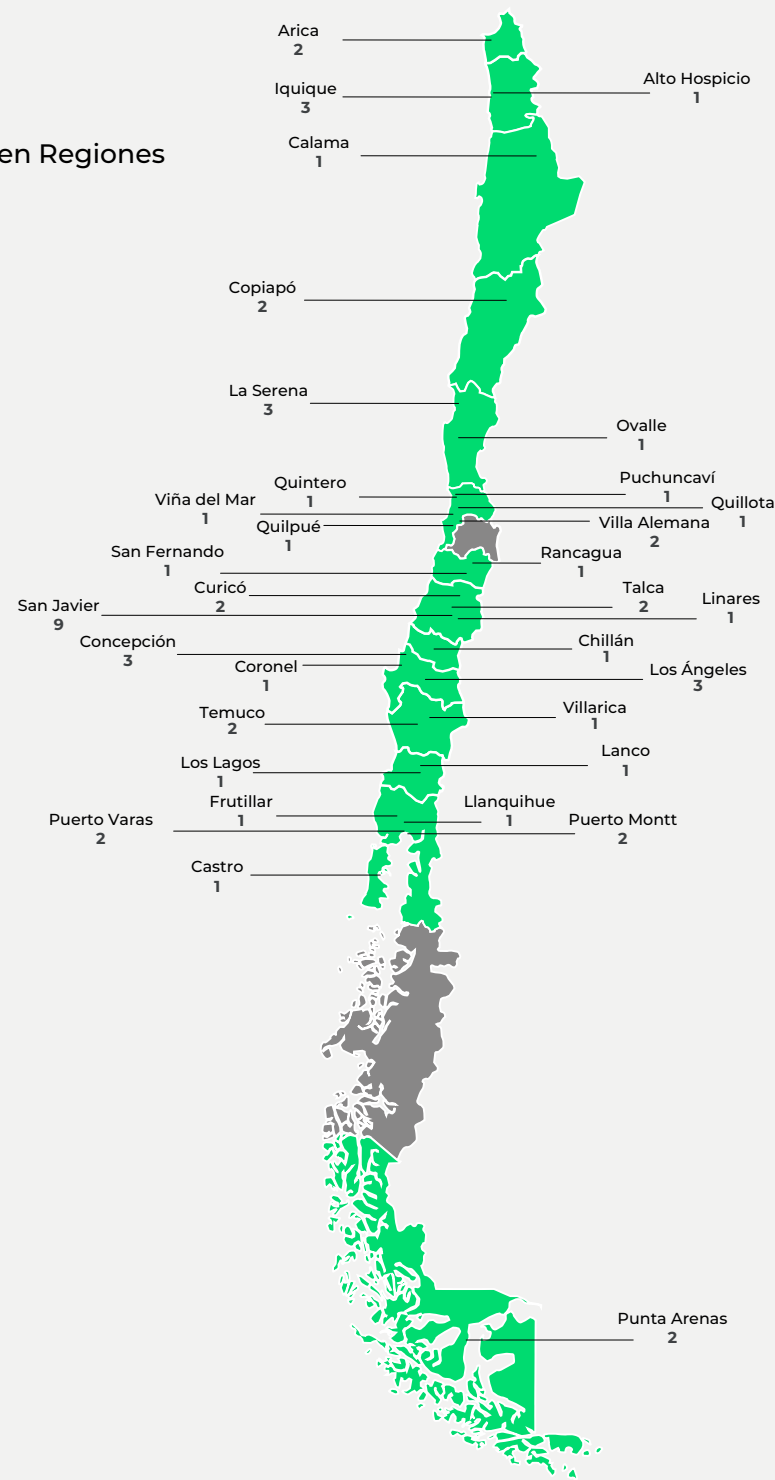 Arica
2
Iquique
3
Alto Hospicio
1
en Regiones
Calama
1
Copiapó
2
La Serena
3
Ovalle
1
Quintero
1
Puchuncaví
1
Viña del Mar
1
Quillota
1
Quilpué
1
Villa Alemana
2
San Fernando
1
Rancagua
1
Curicó
2
Talca
2
San Javier
9
Linares
1
Concepción
3
Chillán
1
Coronel
1
Los Ángeles
3
Temuco
2
Villarica
1
Los Lagos
1
Lanco
1
Frutillar
1
Llanquihue
1
Puerto Varas
2
Puerto Montt
2
Castro
1
Punta Arenas
2